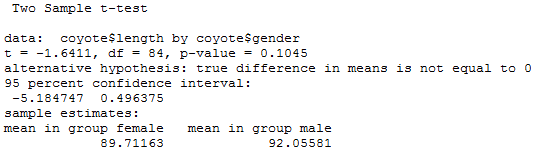 Two Sample t-test
data:  coyote$length by coyote$gender
t = -1.6411, df = 84, p-value = 0.1045
alternative hypothesis: true difference in means is not equal to 0
95 percent confidence interval:
 -5.184747  0.496375
sample estimates:
mean in group female   mean in group male
            89.71163             92.05581